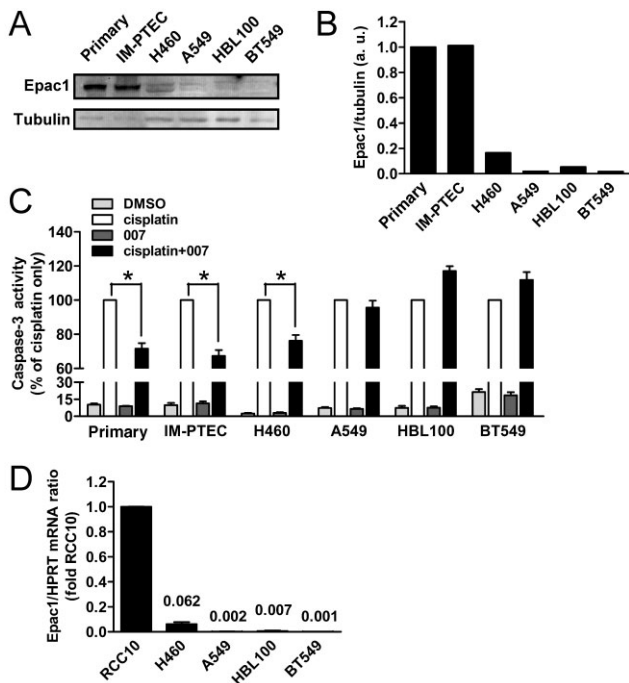 A
Primary
IM-PTEC
H460
A549
HBL100
BT549
Epac1
Tubulin
B
Epac1/tubulin (a. u.)
1.2
1.0
0.8
0.6
0.4
0.2
0
Primary
IM-PTEC
H460
A549
HBL100
BT549
C
DMSO
cisplatin
007
cisplatin+007
Caspase-3 activity
(% of cisplatin only)
140
120
100
80
60
30
15
0
*
*
*
Primary
IM-PTEC
H460
A549
HBL100
BT549
D
Epac1/HPRT mRNA ratio
(fold RCC10)
1.2
1.0
0.8
0.6
0.4
0.2
0.0
0.062
0.002
0.007
0.001
RCC10
H460
A549
HBL100
BT549